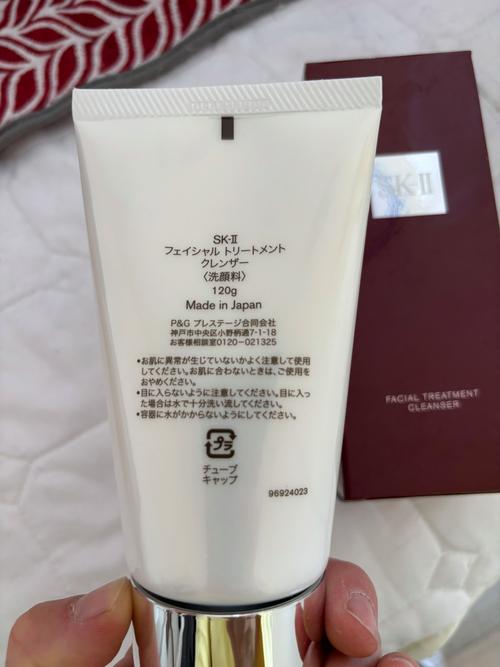 SK-II
フェイシャル トリートメント
クレンザー
〈洗顔料〉
120g
Made in Japan
P&G プレステージ合同会社
神戸市中央区小野柄通7-1-18
お客様相談室0120-021325
•お肌に異常が生じていないかよく注意して使用
してください。お肌に合わないときは、ご使用を
おやめください。
•目に入らないように注意してください。目に入っ
た場合は水で十分洗い流してください。
•容器に水がかからないようにしてください。
プラ
チューブ
キャップ
96924023
SK-II
FACIAL TREATMENT
CLEANSER